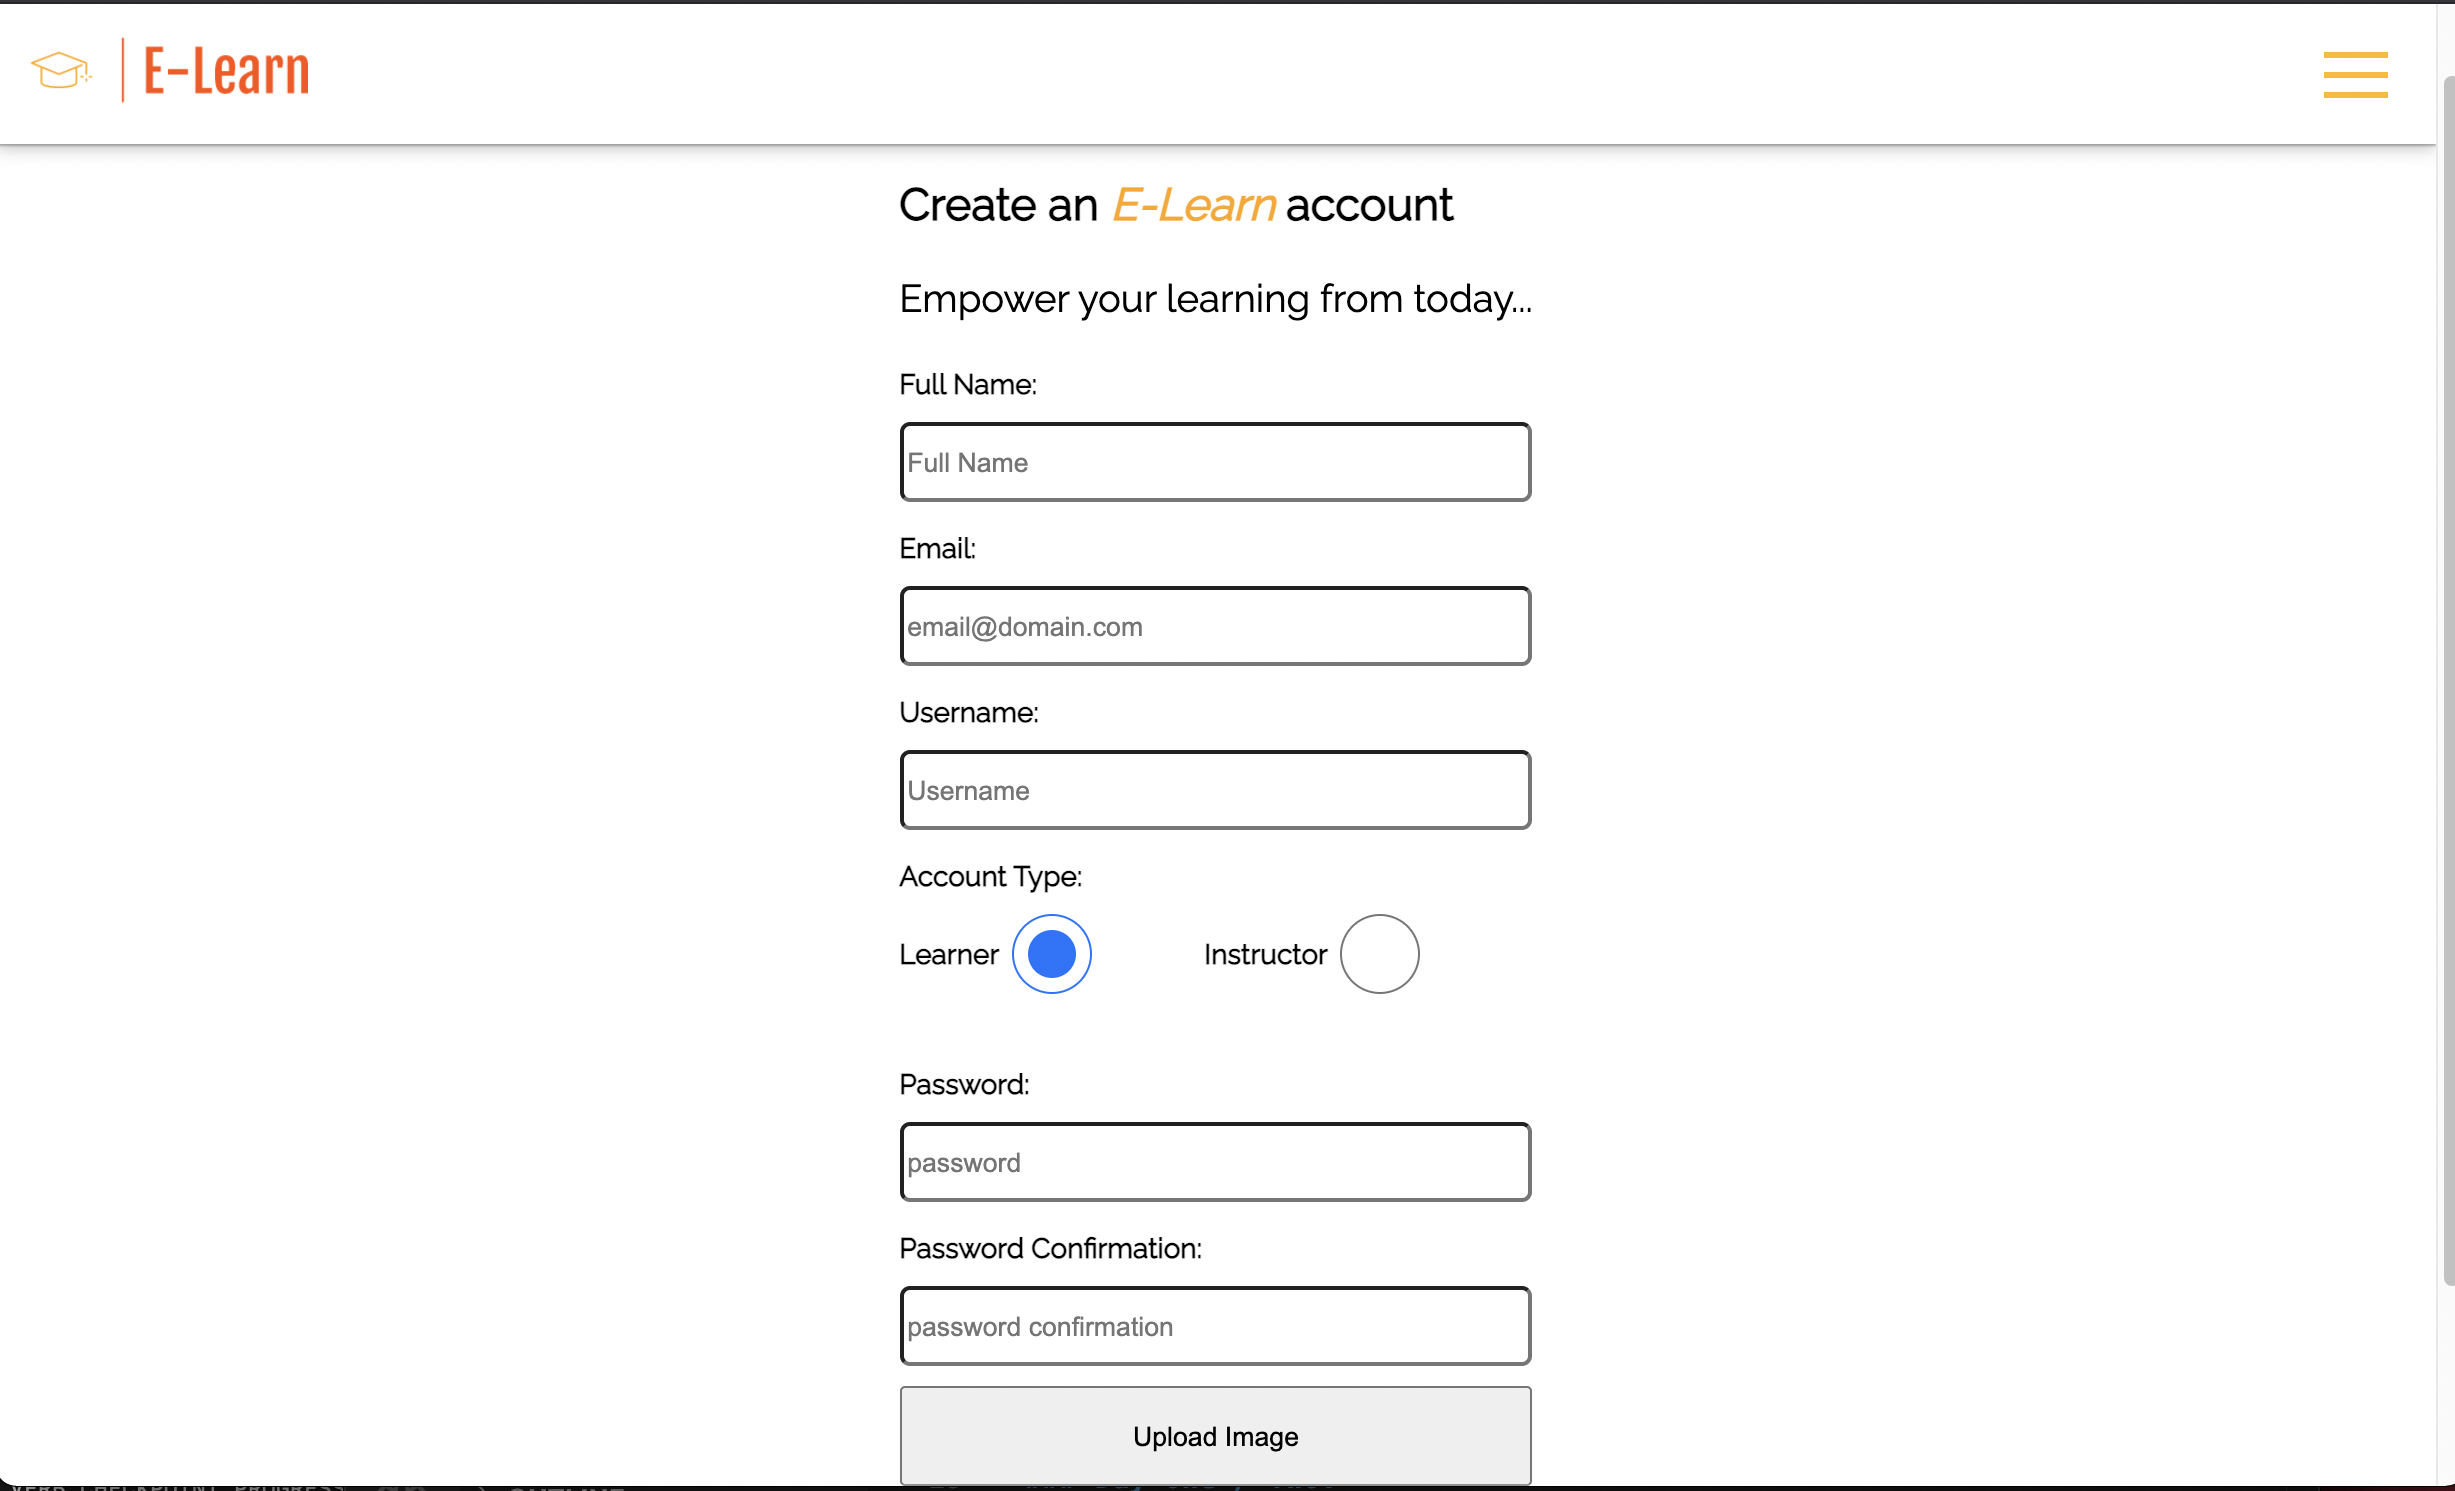 E-Learn
Create an E-Learn account
Empower your learning from today...
Full Name:
Full Name
Email:
email@domain.com
Username:
Username
Account Type:
Learner Instructor
Password:
password
Password Confirmation:
password confirmation
Upload Image